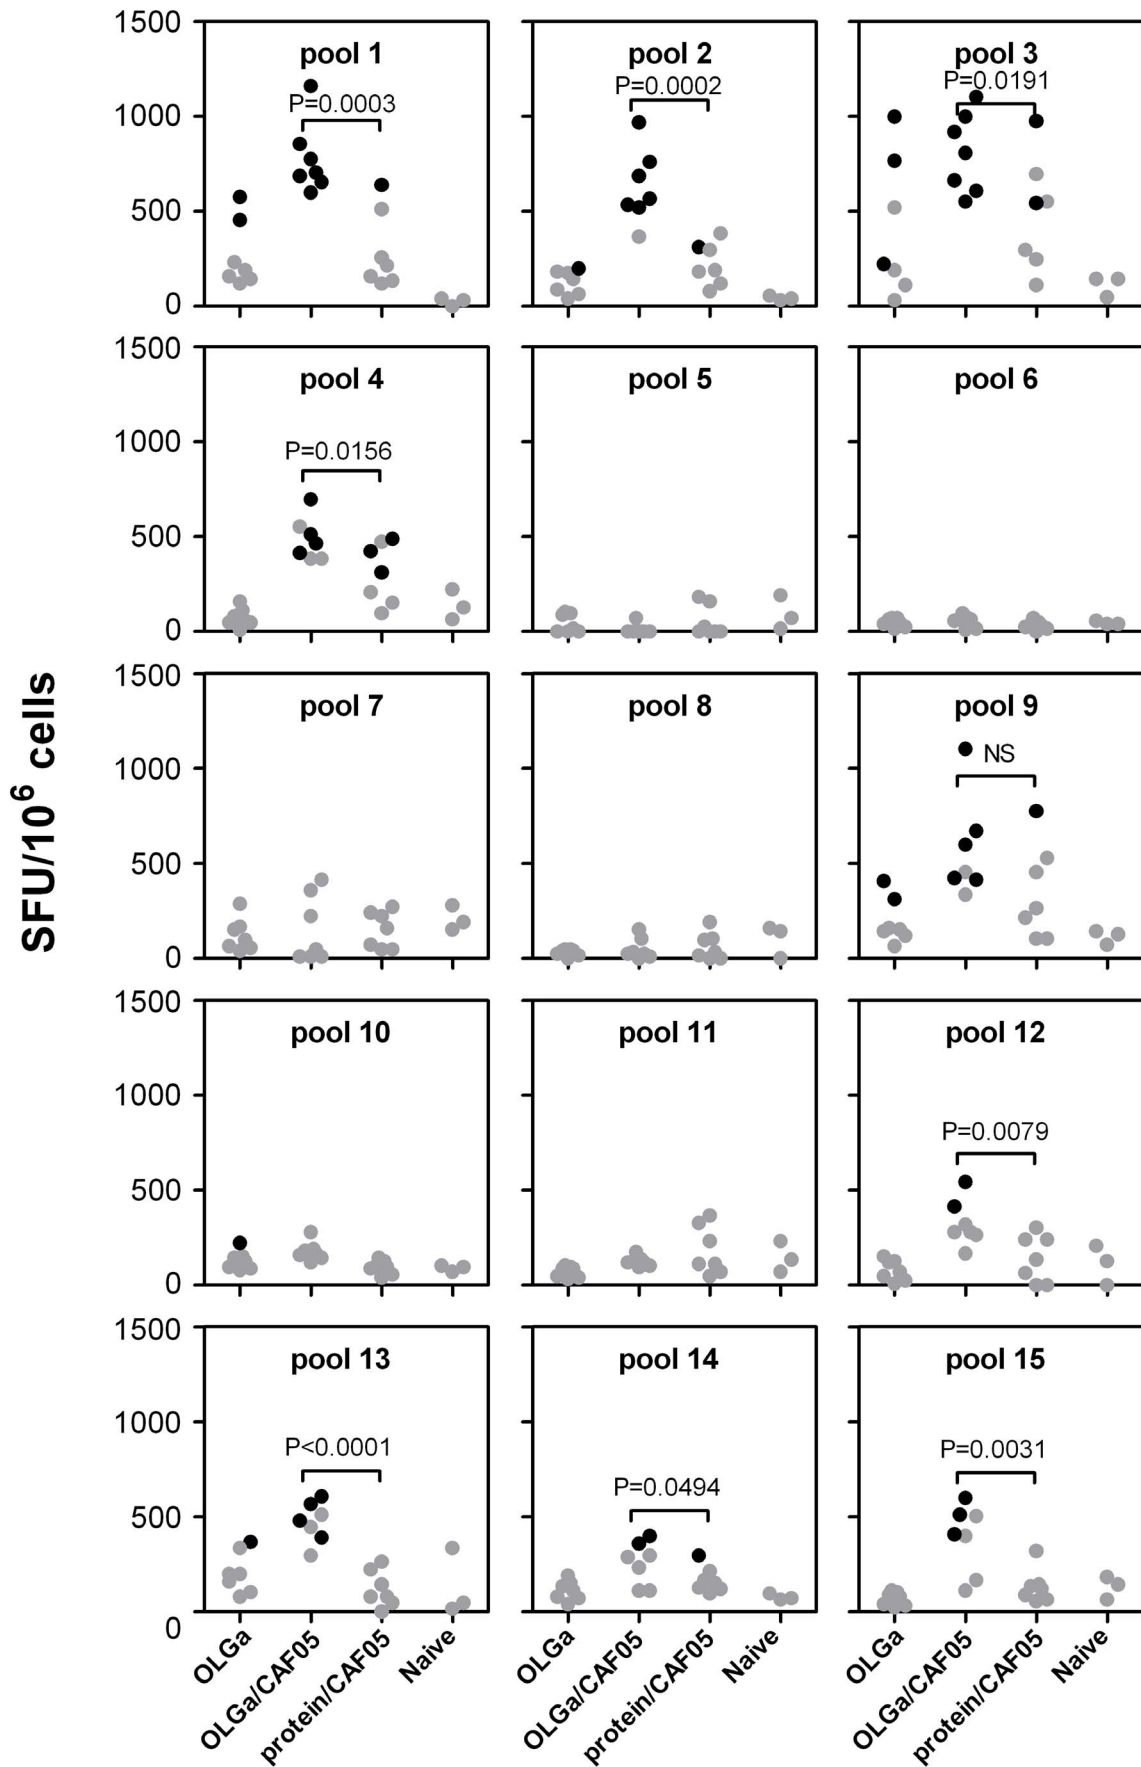 SFU/10⁶ cells
1500
1000
500
0
pool 1
P=0.0003
pool 2
P=0.0002
pool 3
P=0.0191
1500
1000
500
0
pool 4
P=0.0156
pool 5
pool 6
1500
1000
500
0
pool 7
pool 8
pool 9
NS
1500
1000
500
0
pool 10
pool 11
pool 12
P=0.0079
1500
1000
500
0
pool 13
P<0.0001
pool 14
P=0.0494
pool 15
P=0.0031
OLGa
OLGa/CAF05
protein/CAF05
Naive
OLGa
OLGa/CAF05
protein/CAF05
Naive
OLGa
OLGa/CAF05
protein/CAF05
Naive